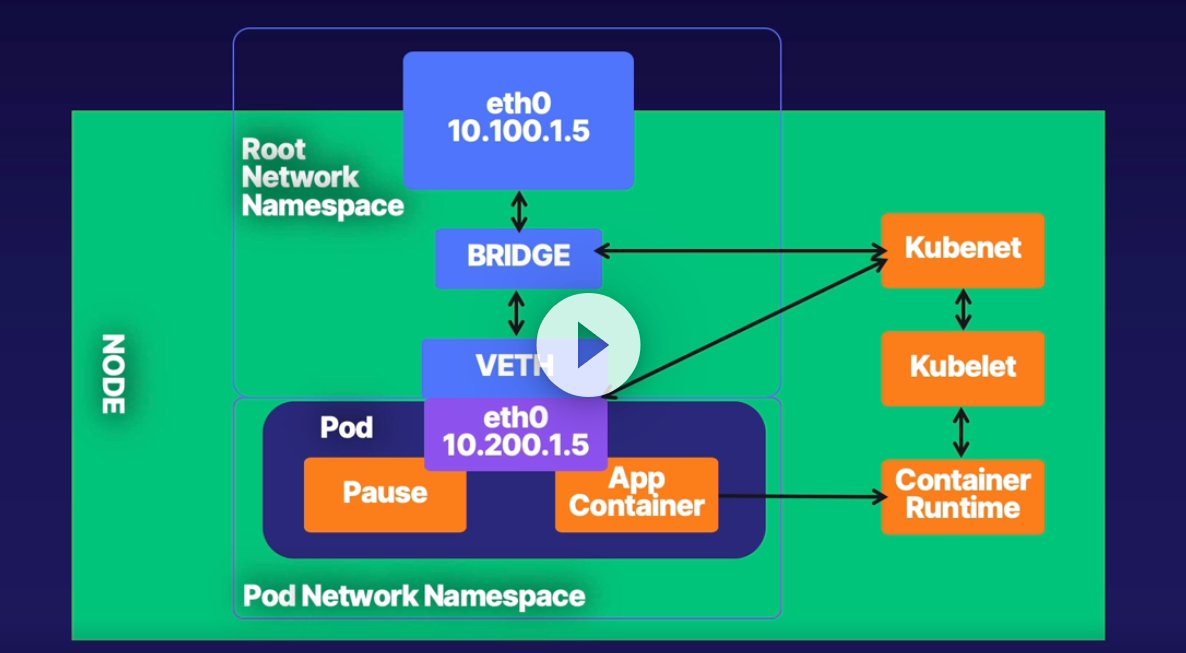 eth0
10.100.1.5
Root
Network
Namespace
BRIDGE
Kubenet
VETH
Kubelet
NODE
Pod
eth0
10.200.1.5
Pause
App
Container
Container
Runtime
Pod Network Namespace